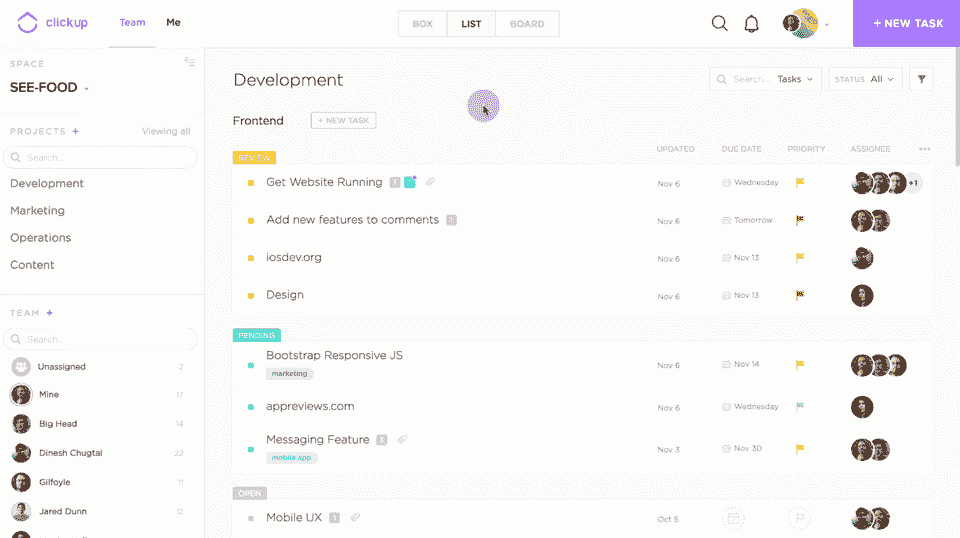 clickup
Team Me
BOX LIST BOARD
+ NEW TASK
SPACE
SEE-FOOD
PROJECTS + Viewing all
Search...
Development
Marketing
Operations
Content
TEAM +
Search...
Unassigned 2
Mine 17
Big Head 14
Dinesh Chugtal 22
Gilfoyle 11
Jared Dunn 12
Development
Search... Tasks
STATUS All
Frontend + NEW TASK
UPDATED DUE DATE PRIORITY ASSIGNEE
REVIEW
Get Website Running 1 Nov 6 Wednesday +1
Add new features to comments 1 Nov 6 Tomorrow
iosdev.org Nov 6 Nov 13
Design Nov 6 Nov 13
PENDING
Bootstrap Responsive JS Nov 6 Nov 14
marketing
appreviews.com Nov 6 Wednesday
Messaging Feature 3 Nov 3 Nov 30
mobile app
OPEN
Mobile UX 1 Oct 5